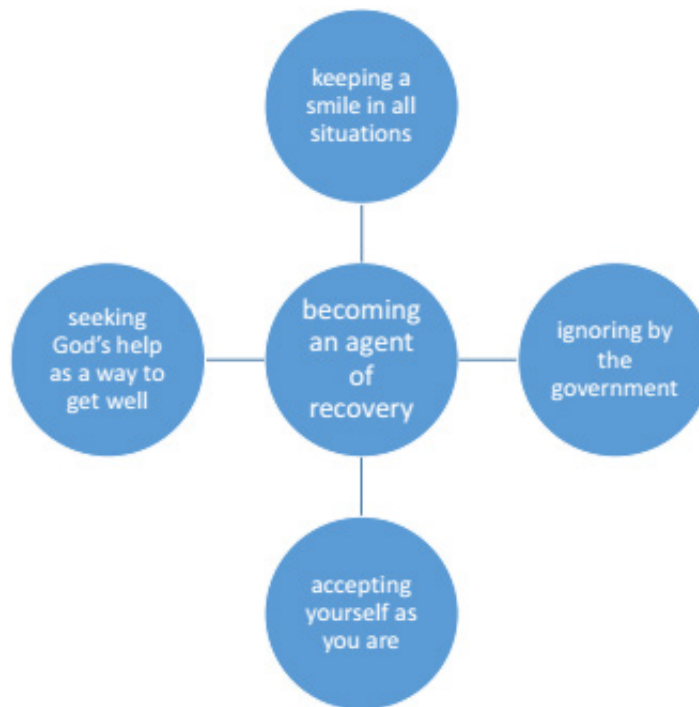 keeping a
smile in all
situations
seeking
God's help
as a way to
get well
becoming
an agent
of
recovery
ignoring by
the
government
accepting
yourself as
you are